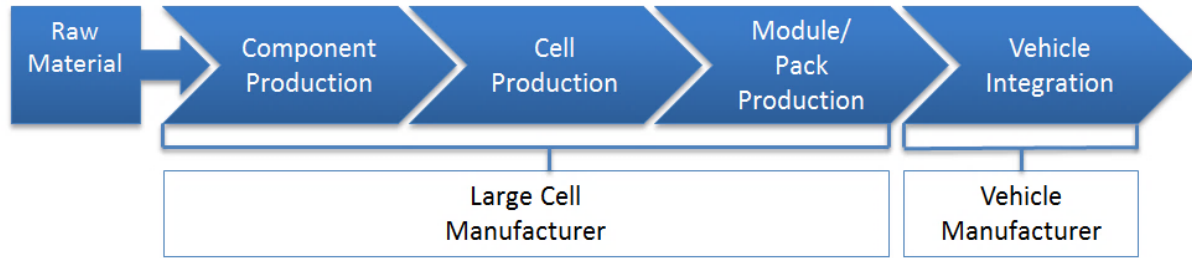 Raw
Material
Component
Production
Cell
Production
Module/
Pack
Production
Vehicle
Integration
Large Cell
Manufacturer
Vehicle
Manufacturer